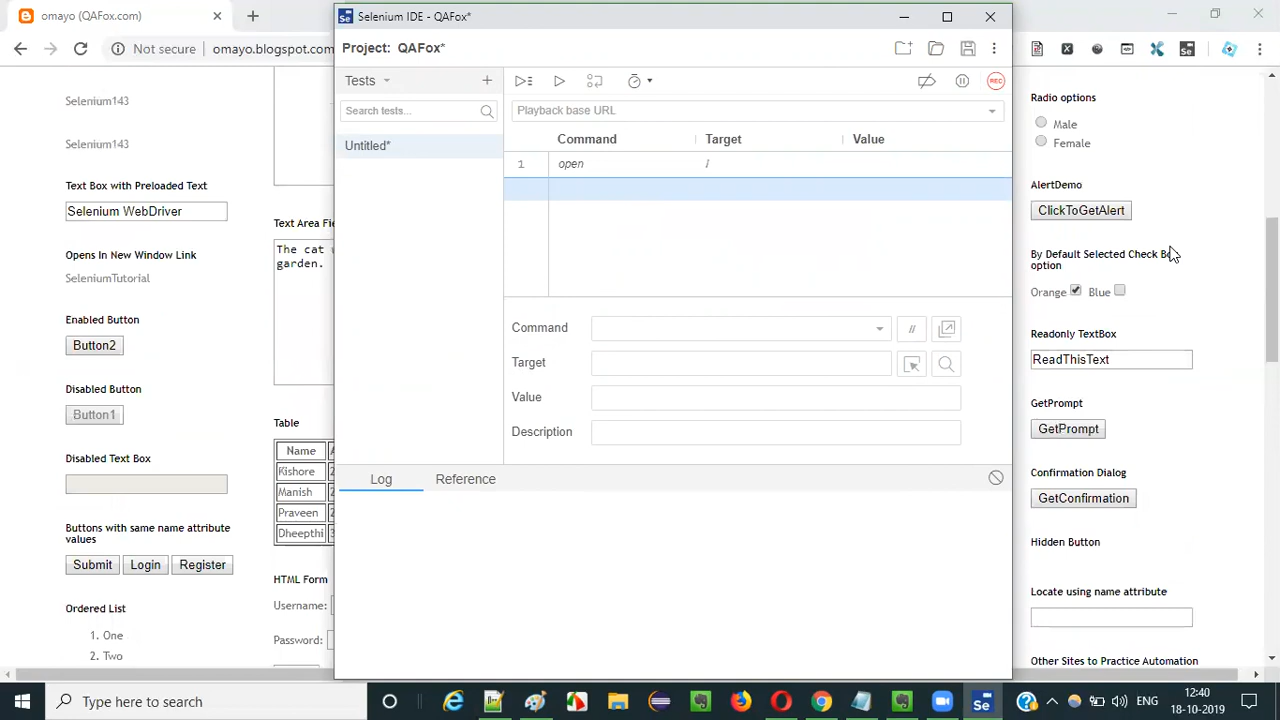 omayo (QAFox.com)
Not secure
omayo.blogspot.com
Selenium143
Selenium143
Text Box with Preloaded Text
Selenium WebDriver
Opens In New Window Link
SeleniumTutorial
Enabled Button
Button2
Disabled Button
Button1
Disabled Text Box
Buttons with same name attribute
values
Submit Login Register
Ordered List
1. One
2. Two
Text Area Fie
The cat
garden.
Table
Name
Kishore
Manish
Praveen
Dheepthi
HTML Form
Username:
Password:
Selenium IDE - QAFox*
Project: QAFox*
Tests
Search tests...
Untitled*
REC
Playback base URL
Command Target Value
1 open /
Command
//
Target
Value
Description
Log Reference
Radio options
Male
Female
AlertDemo
ClickToGetAlert
By Default Selected Check
option
Orange Blue
Readonly TextBox
ReadThisText
GetPrompt
GetPrompt
Confirmation Dialog
GetConfirmation
Hidden Button
Locate using name attribute
Other Sites to Practice Automation
Type here to search
Se
ENG
12:40
18-10-2019